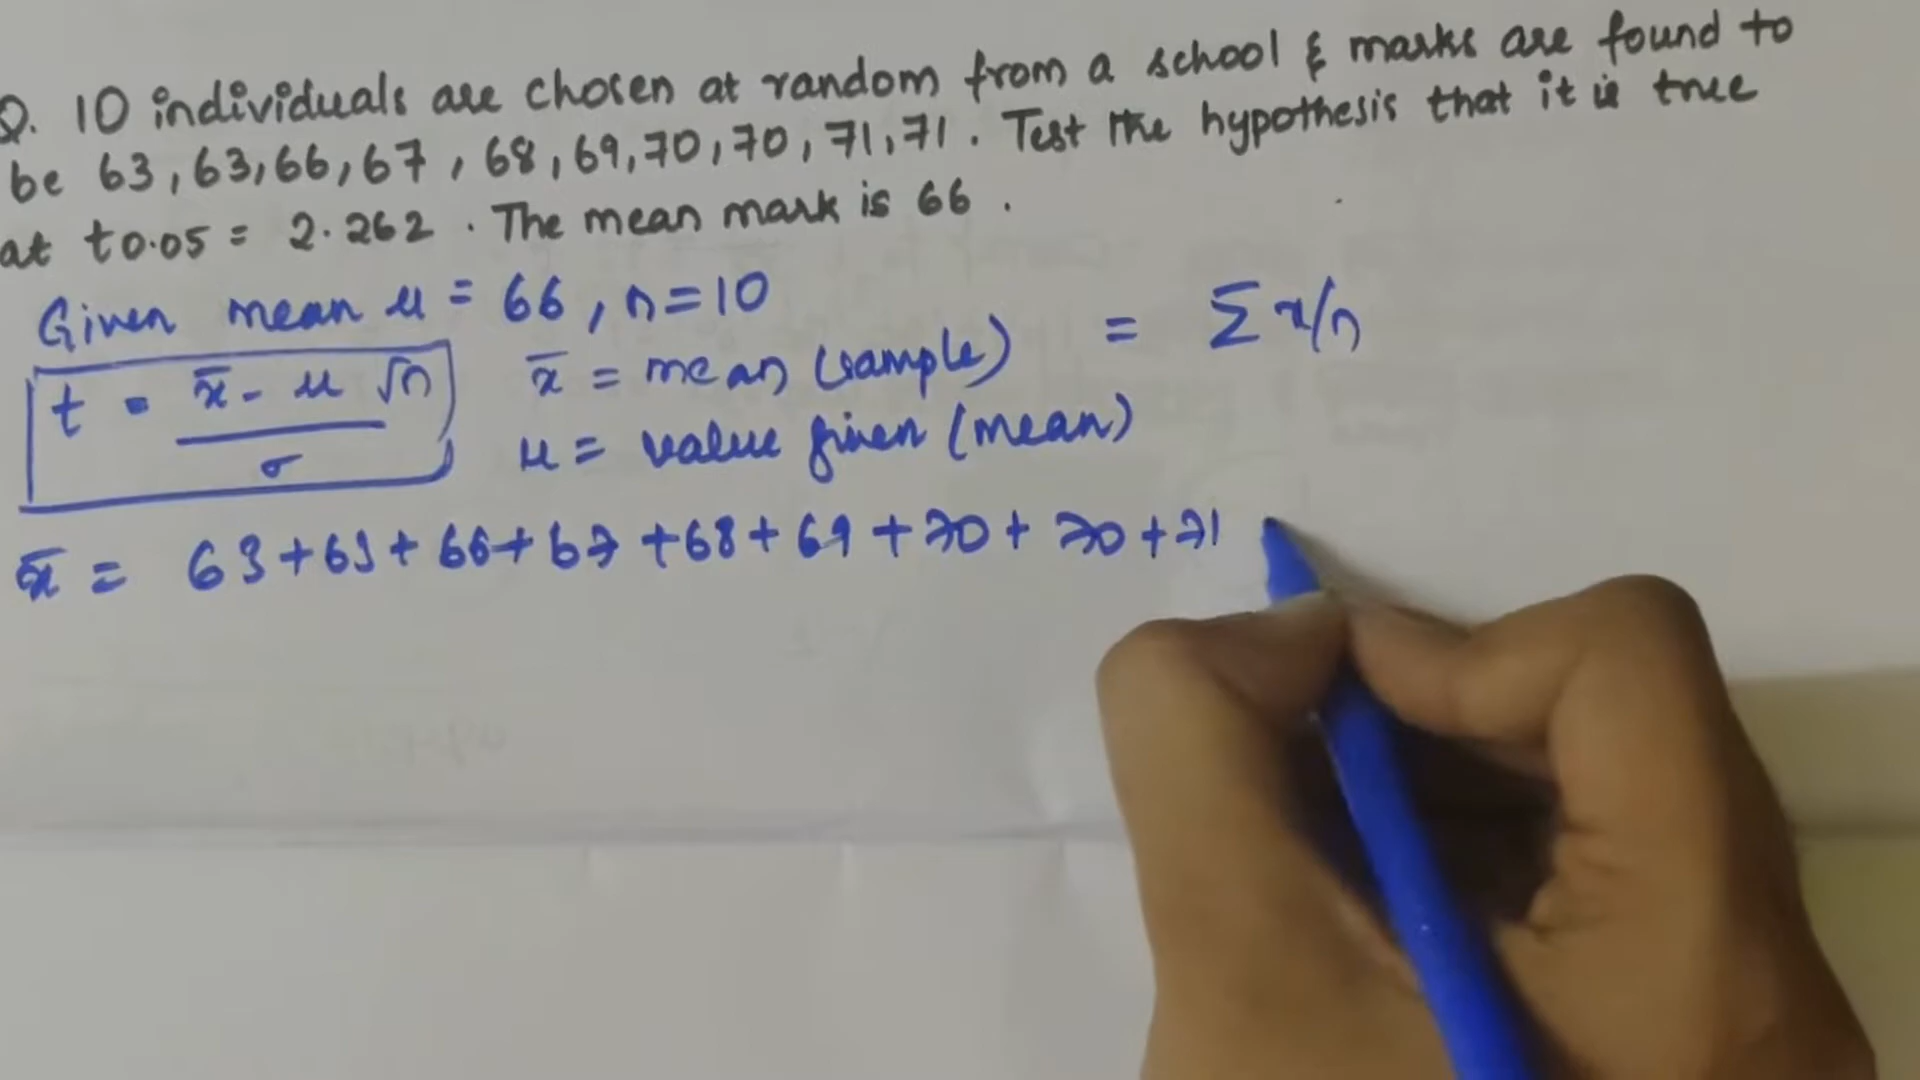 Q. 10 individuals are chosen at random from a school & marks are found to
be 63, 63, 66, 67, 68, 69, 70, 70, 71, 71. Test the hypothesis that it is true
at t0.05 = 2.262. The mean mark is 66.
Given mean μ = 66, n=10
t = x̄ - μ √n / σ
x̄ = mean (sample) = Σx/n
μ = value given (mean)
x̄ = 63+63+66+67+68+69+70+70+71